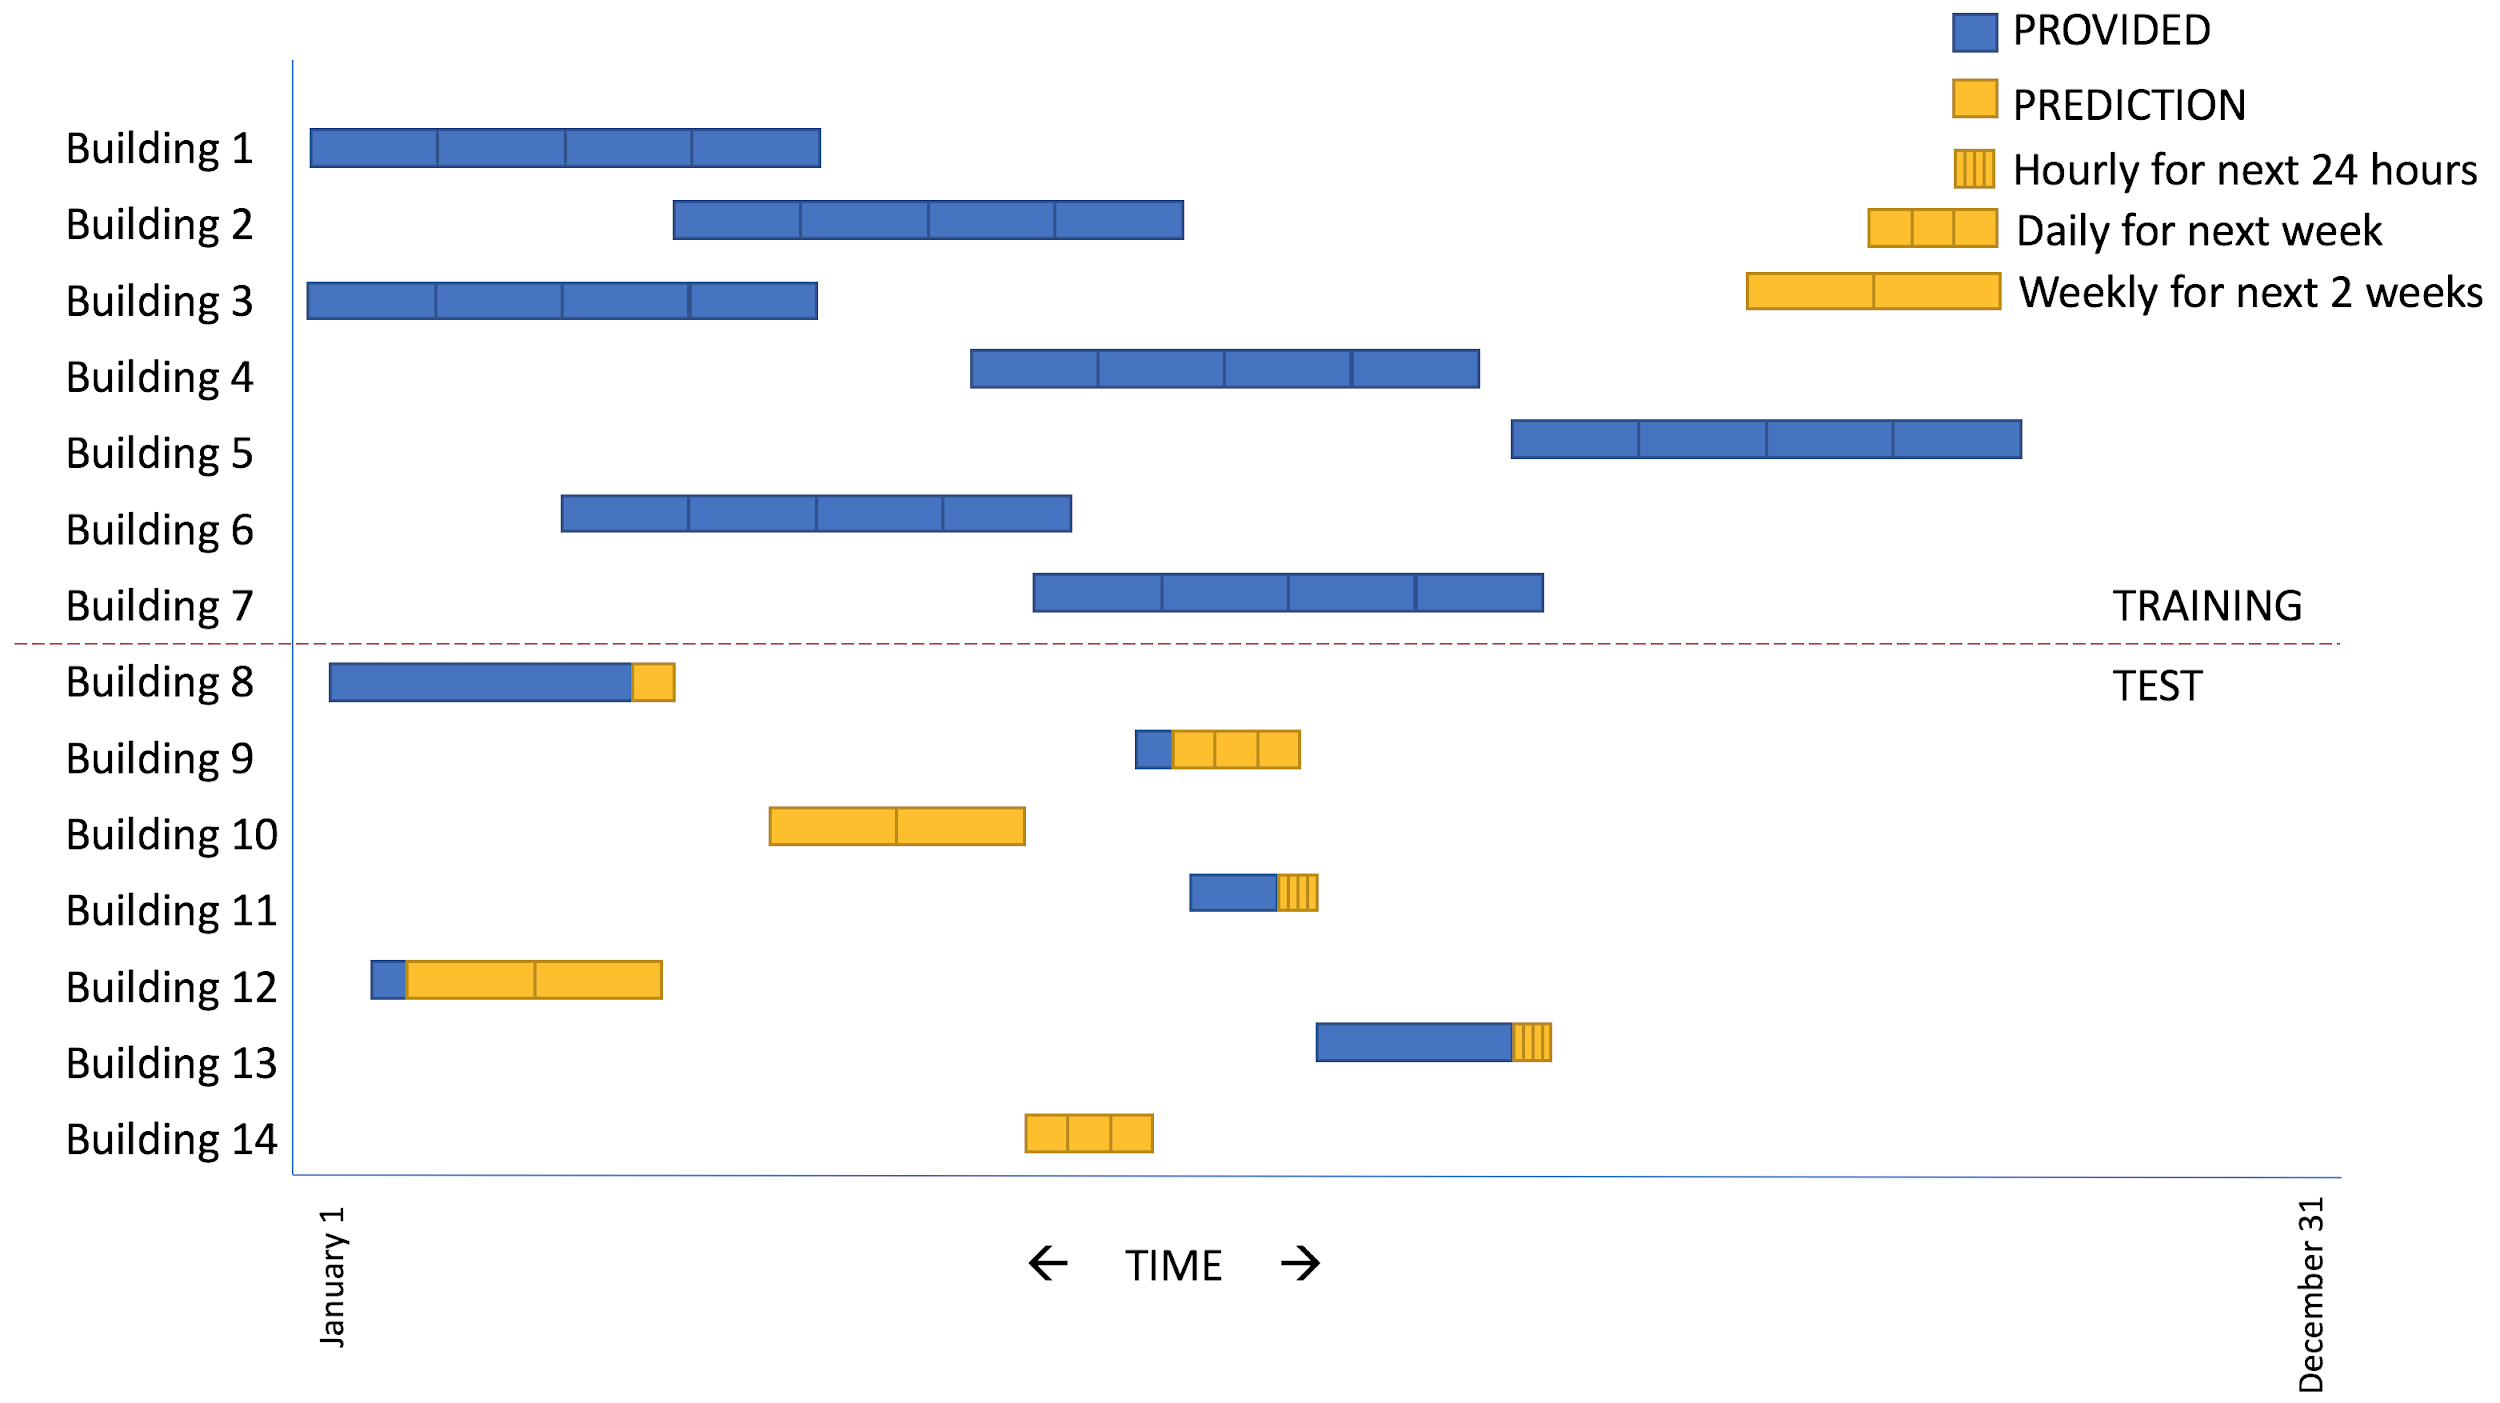 PROVIDED
PREDICTION
Hourly for next 24 hours
Daily for next week
Weekly for next 2 weeks
Building 1
Building 2
Building 3
Building 4
Building 5
Building 6
Building 7
TRAINING
Building 8
TEST
Building 9
Building 10
Building 11
Building 12
Building 13
Building 14
January 1
← TIME →
December 31